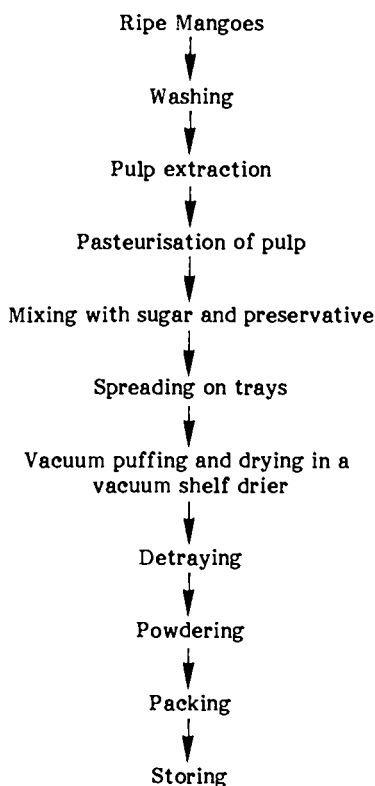 Ripe Mangoes
Washing
Pulp extraction
Pasteurisation of pulp
Mixing with sugar and preservative
Spreading on trays
Vacuum puffing and drying in a
vacuum shelf drier
Detraying
Powdering
Packing
Storing